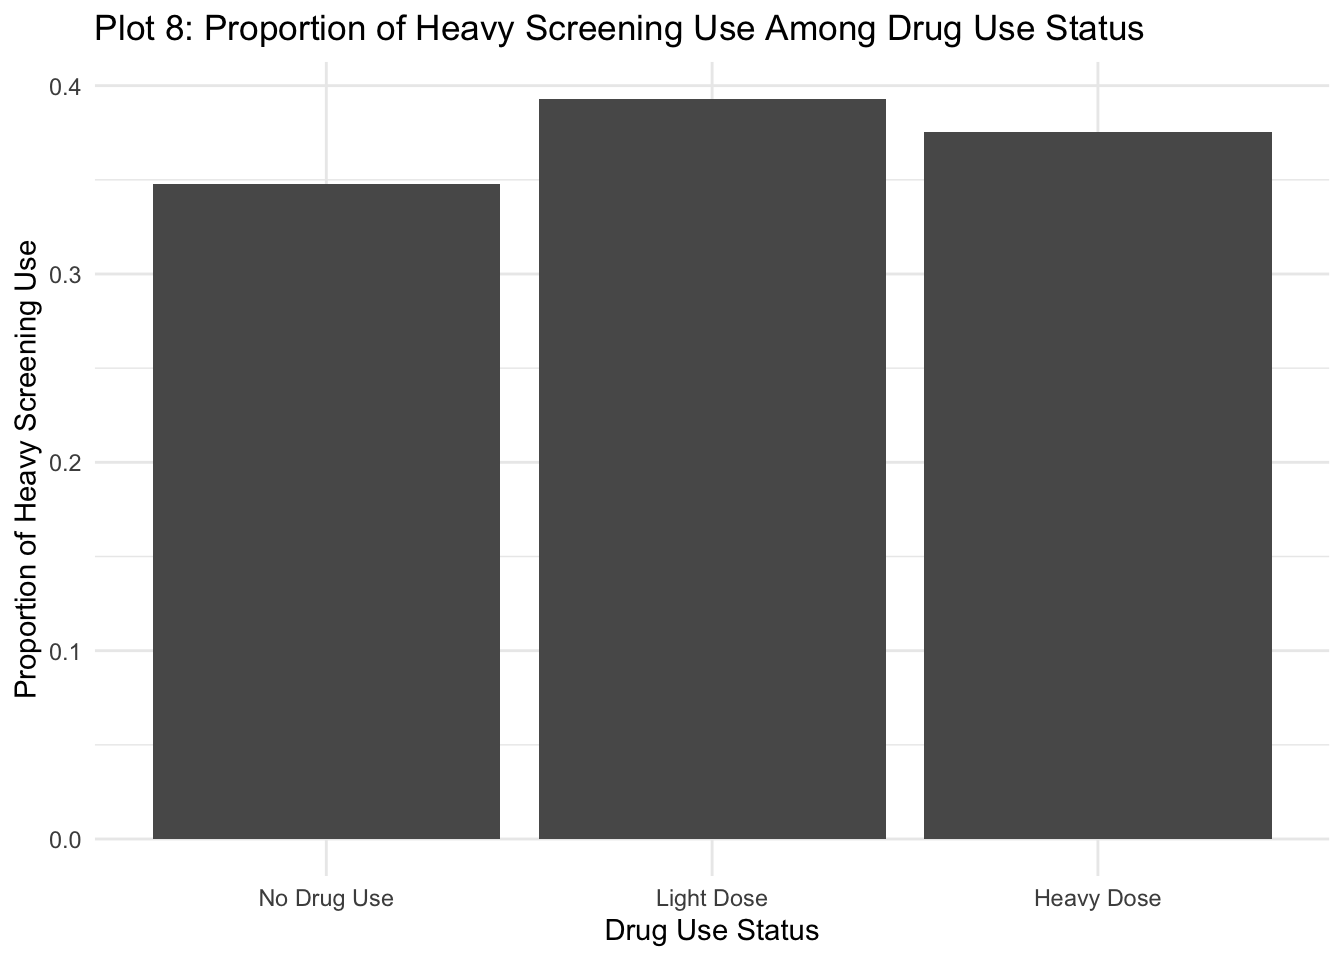 Plot 8: Proportion of Heavy Screening Use Among Drug Use Status
Proportion of Heavy Screening Use
0.4
0.3
0.2
0.1
0.0
No Drug Use
Light Dose
Heavy Dose
Drug Use Status